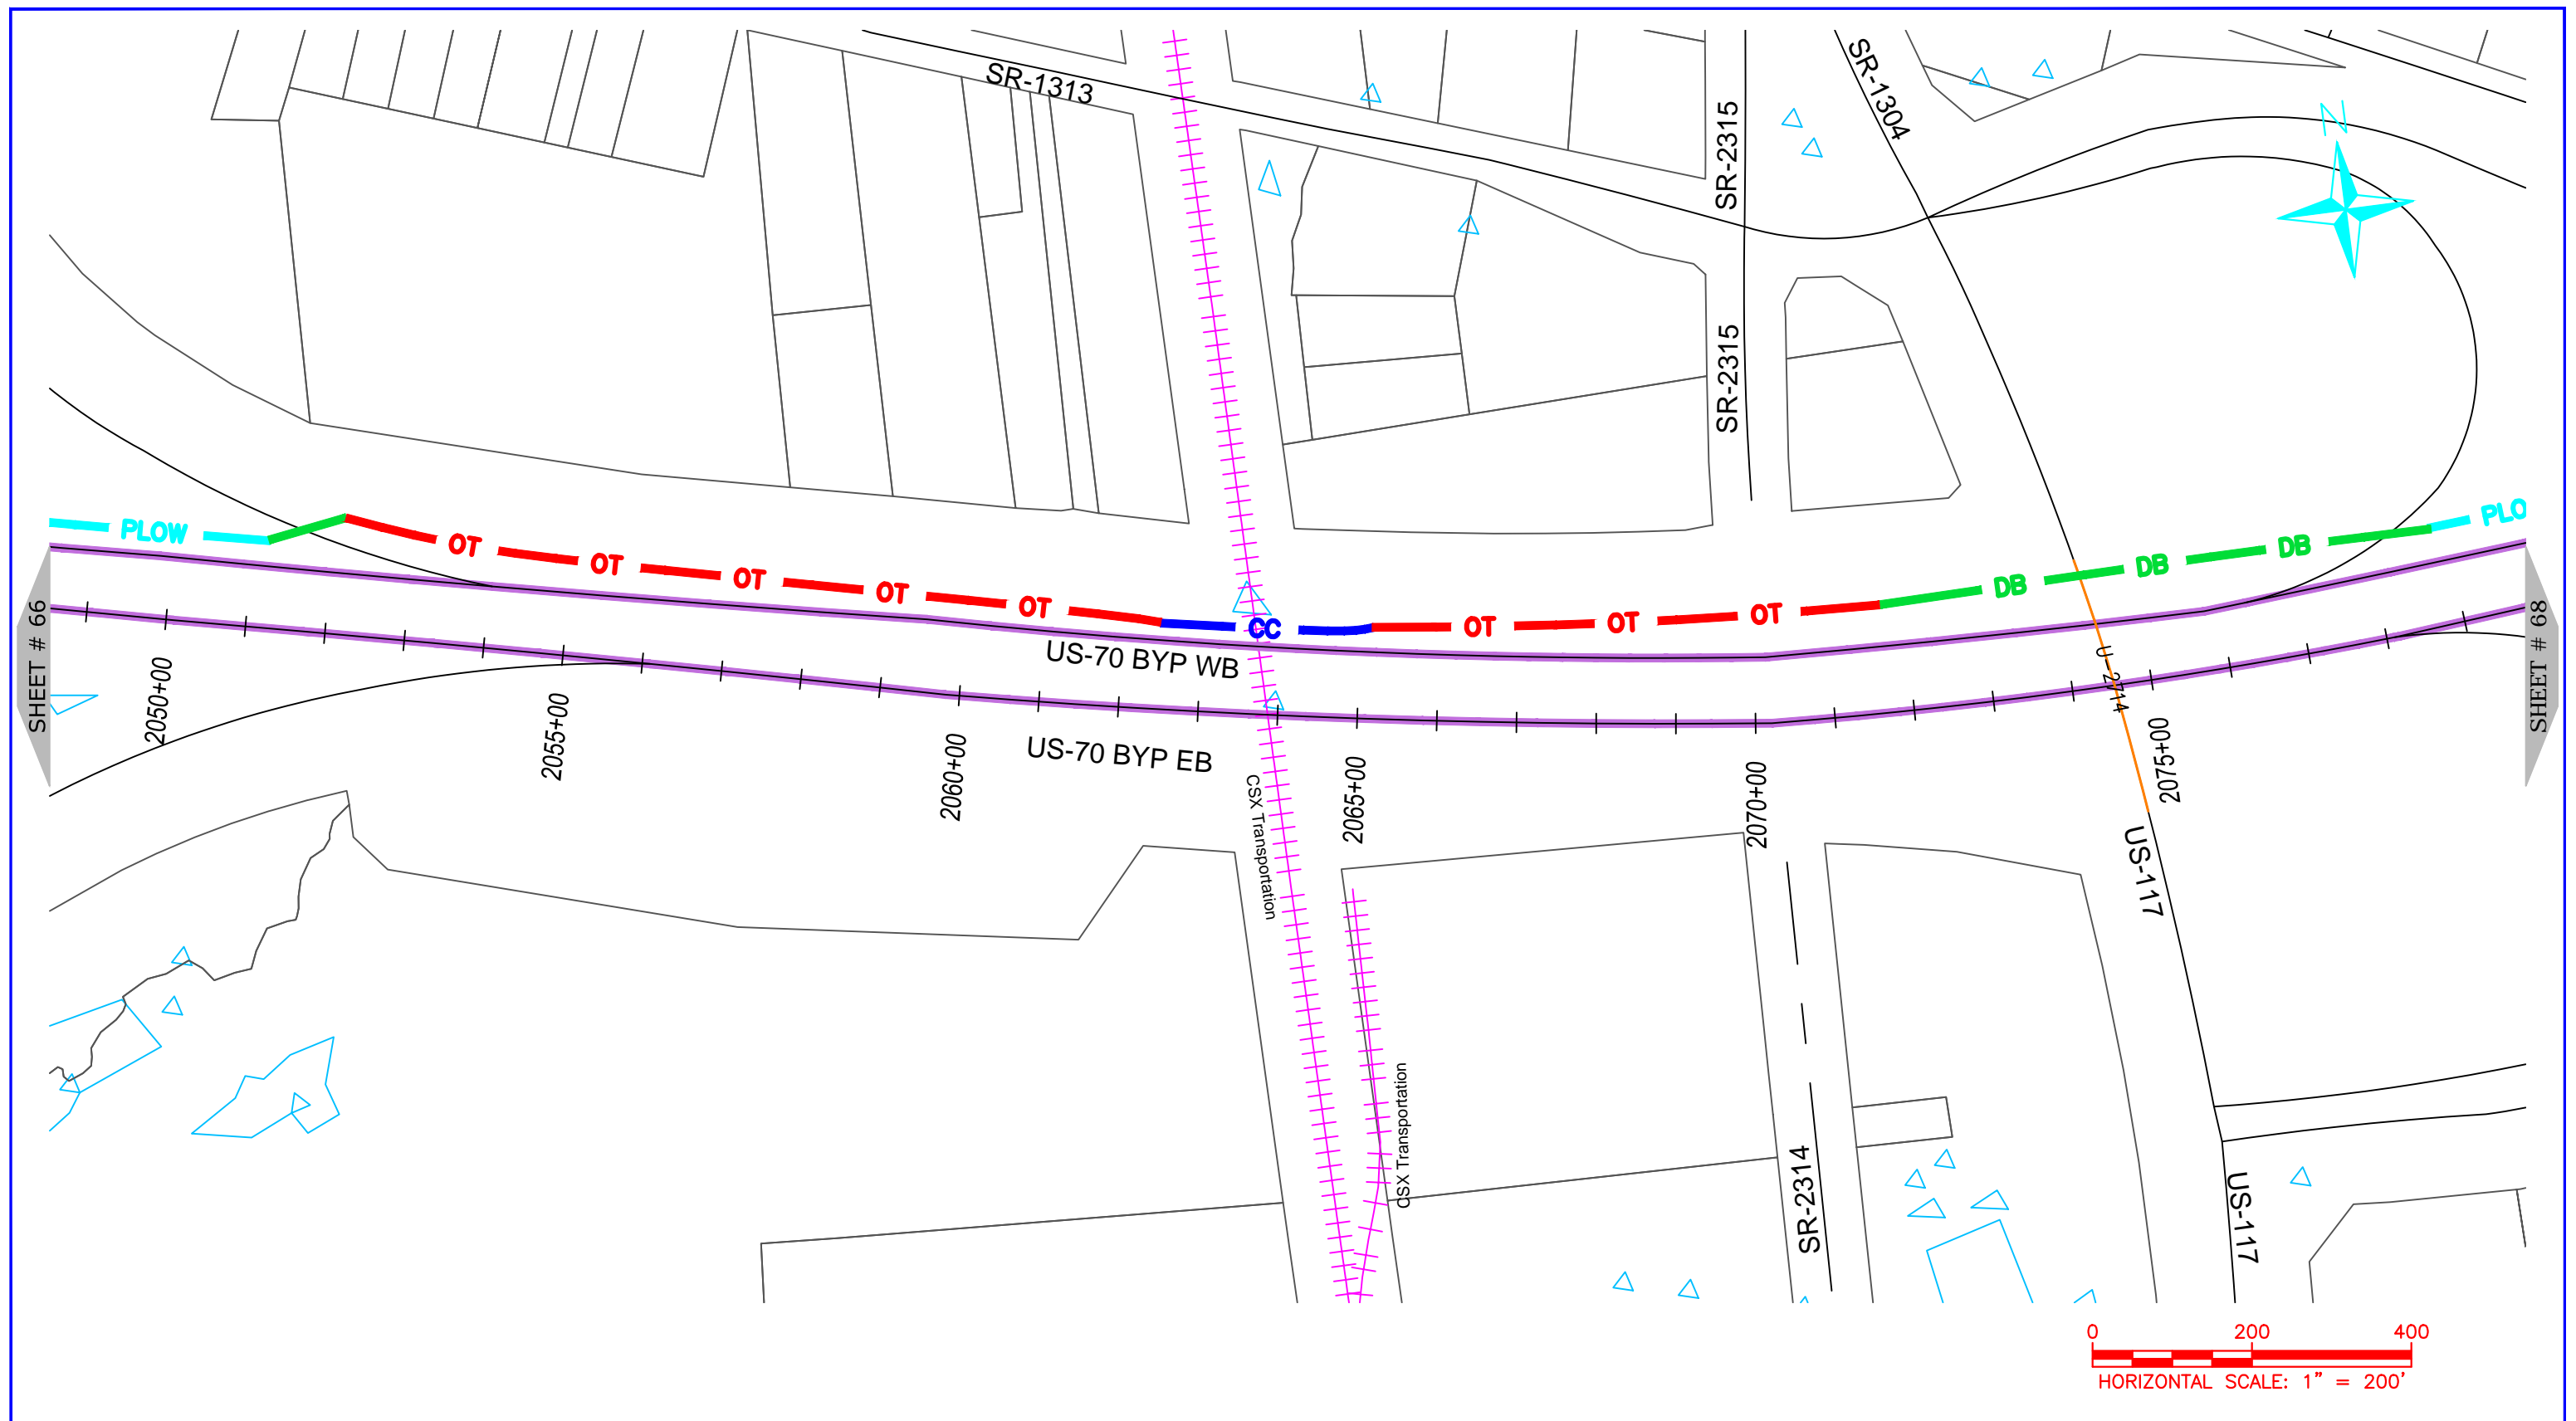 SR-1313
SR-2315
SR-1304
N
SR-2315
PLOW
OT
OT
OT
OT
OT
CC
OT
OT
OT
DB
DB
DB
PLO
SHEET # 66
SHEET # 68
US-70 BYP WB
US-70 BYP EB
U-2714
2050+00
2055+00
2060+00
2065+00
2070+00
2075+00
CSX Transportation
US-117
CSX Transportation
SR-2314
US-117
0 200 400
HORIZONTAL SCALE: 1" = 200'